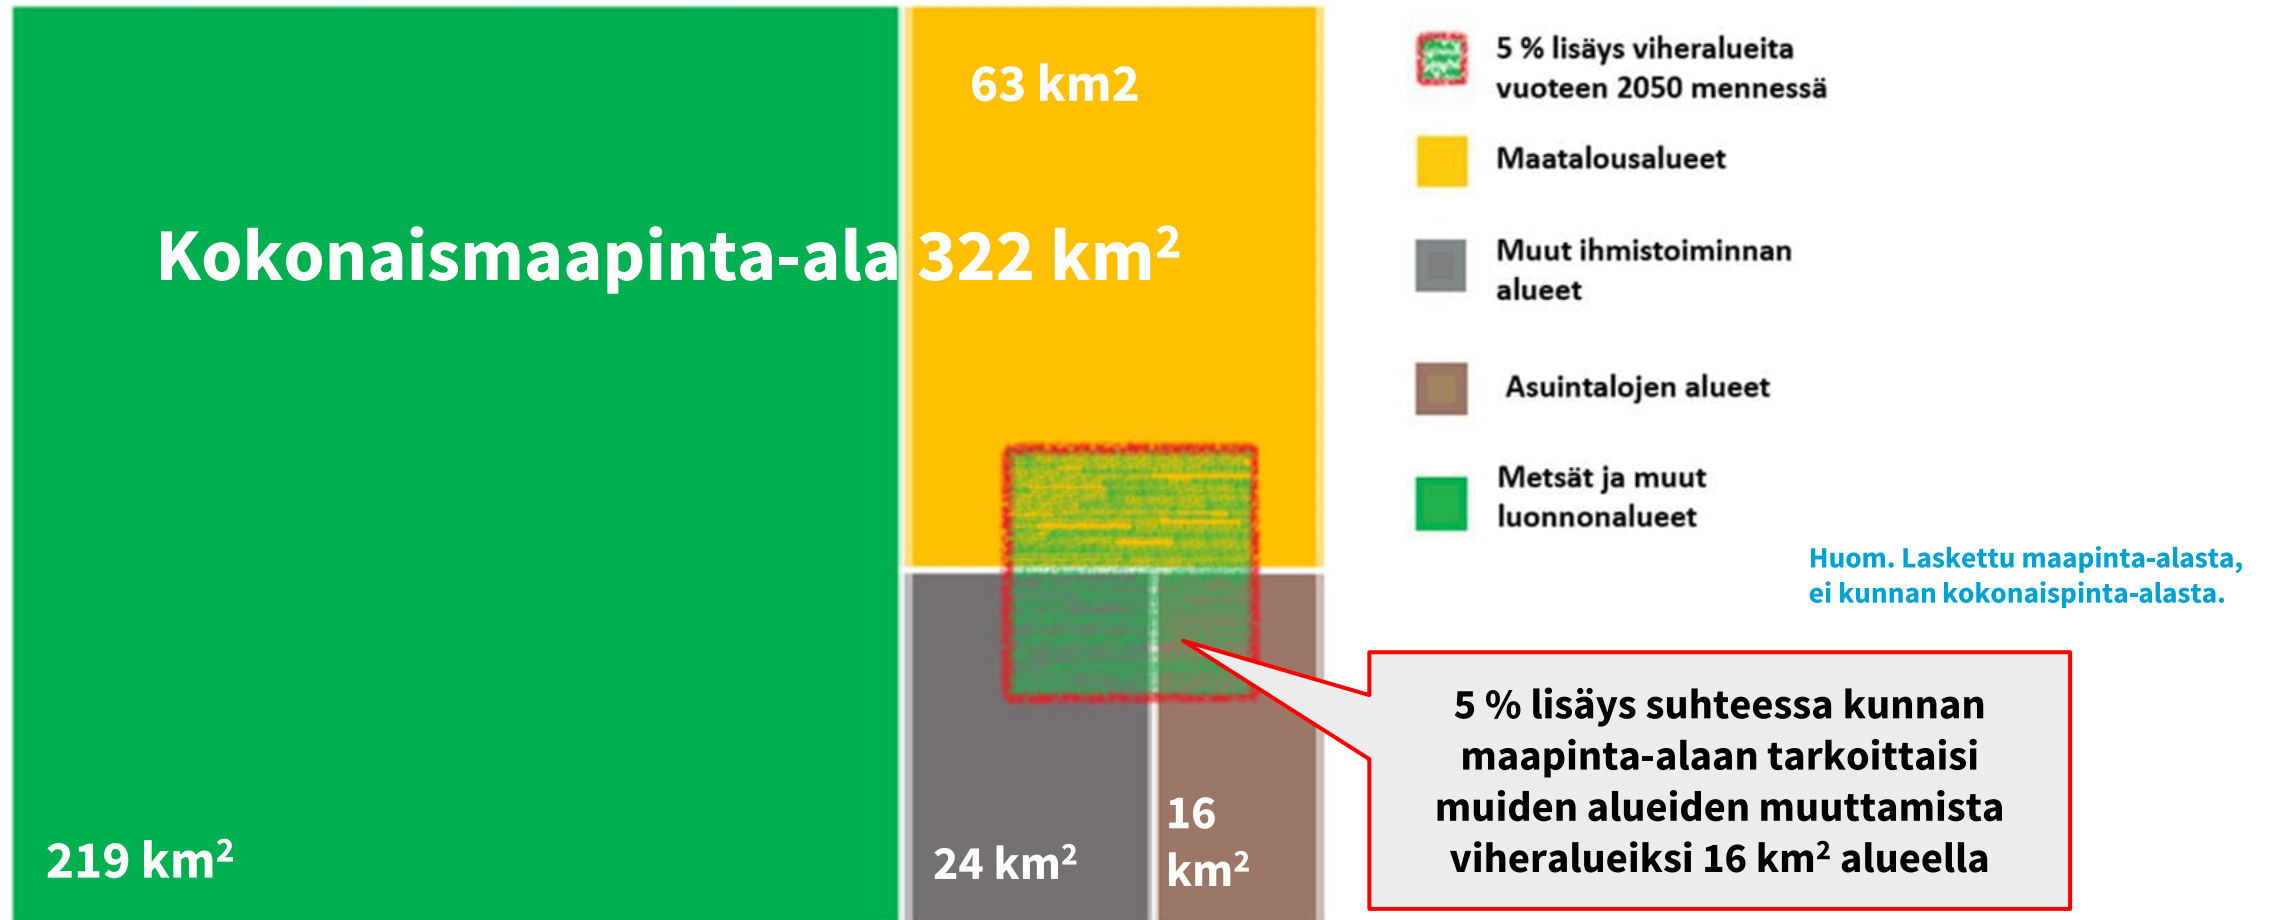 63 km2
Kokonaismaapinta-ala 322 km²
219 km²
24 km²
16
km²
5 % lisäys viheralueita
vuoteen 2050 mennessä
Maatalousalueet
Muut ihmistoiminnan
alueet
Asuintalojen alueet
Metsät ja muut
luonnonalueet
Huom. Laskettu maapinta-alasta,
ei kunnan kokonaispinta-alasta.
5 % lisäys suhteessa kunnan
maapinta-alaan tarkoittaisi
muiden alueiden muuttamista
viheralueiksi 16 km² alueella